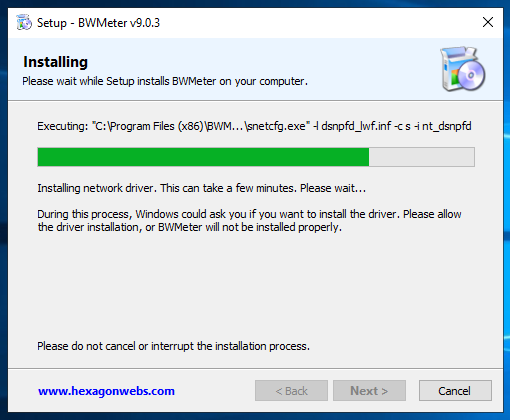 Setup - BWMeter v9.0.3
Installing
Please wait while Setup installs BWMeter on your computer.
Executing: "C:\Program Files (x86)\BWM...\snetcfg.exe" -l dsnpfd_lwf.inf -c s -i nt_dsnpfd
Installing network driver. This can take a few minutes. Please wait...
During this process, Windows could ask you if you want to install the driver. Please allow
the driver installation, or BWMeter will not be installed properly.
Please do not cancel or interrupt the installation process.
www.hexagonwebs.com
< Back
Next >
Cancel